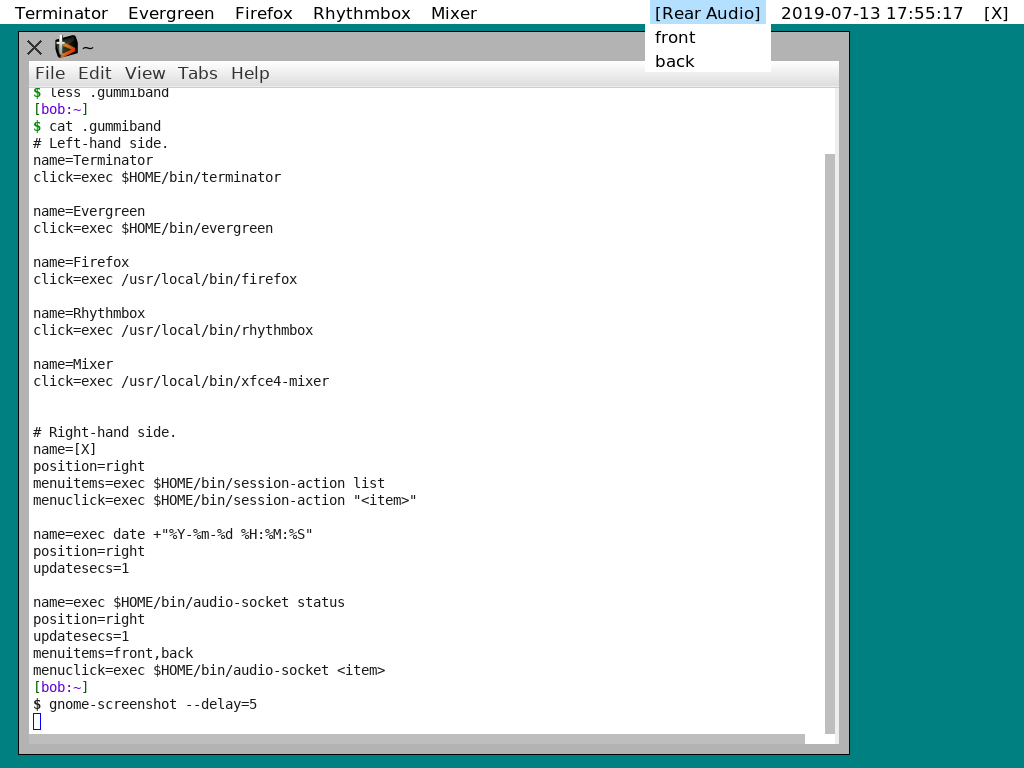 Terminator Evergreen Firefox Rhythmbox Mixer [Rear Audio] 2019-07-13 17:55:17 [X]
front
back
~
File Edit View Tabs Help
$ less .gummiband
[bob:~]
$ cat .gummiband
# Left-hand side.
name=Terminator
click=exec $HOME/bin/terminator
name=Evergreen
click=exec $HOME/bin/evergreen
name=Firefox
click=exec /usr/local/bin/firefox
name=Rhythmbox
click=exec /usr/local/bin/rhythmbox
name=Mixer
click=exec /usr/local/bin/xfce4-mixer
# Right-hand side.
name=[X]
position=right
menuitems=exec $HOME/bin/session-action list
menuclick=exec $HOME/bin/session-action "<item>"
name=exec date +"%Y-%m-%d %H:%M:%S"
position=right
updatesecs=1
name=exec $HOME/bin/audio-socket status
position=right
updatesecs=1
menuitems=front,back
menuclick=exec $HOME/bin/audio-socket <item>
[bob:~]
$ gnome-screenshot --delay=5